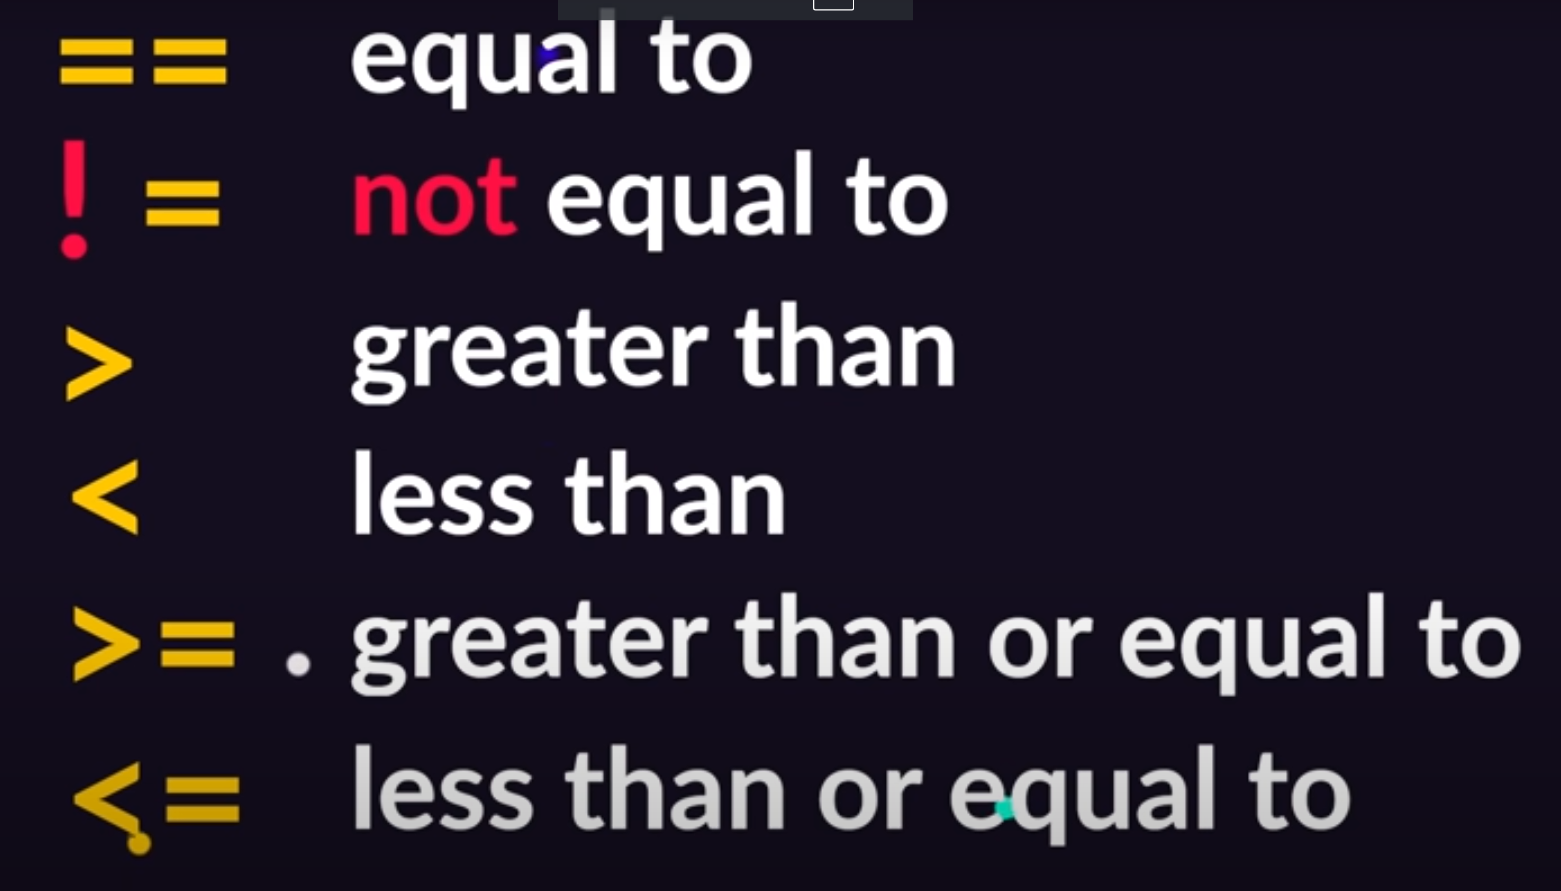 == equal to
! = not equal to
> greater than
< less than
>= greater than or equal to
<= less than or equal to